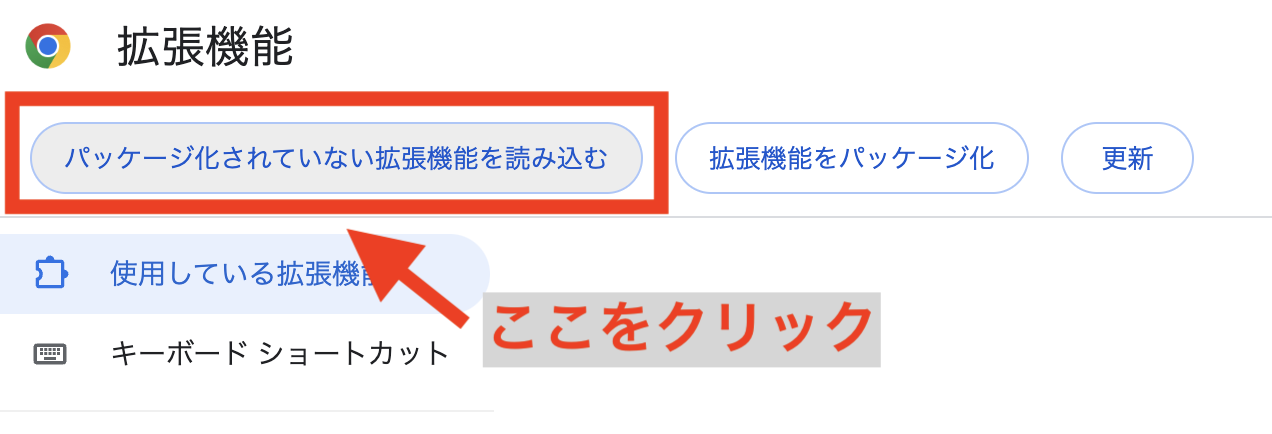 拡張機能
パッケージ化されていない拡張機能を読み込む 拡張機能をパッケージ化 更新
使用している拡張機能
ここをクリック
キーボード ショートカット